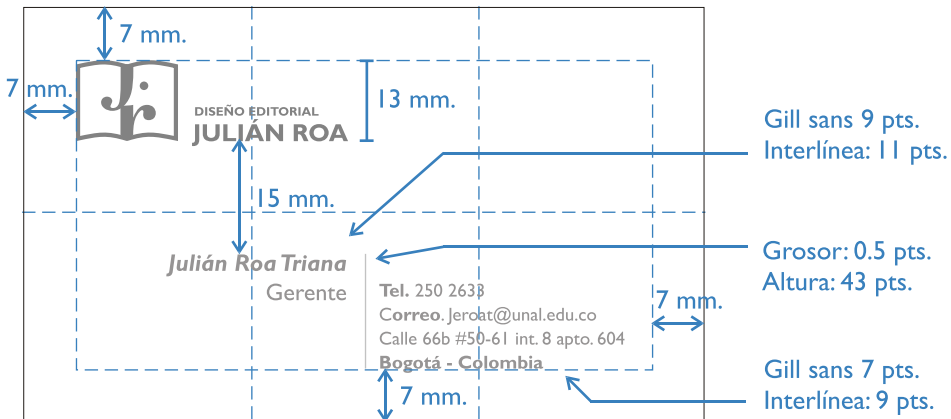 7 mm.
7 mm.
Jr
DISEÑO EDITORIAL
JULIÁN ROA
13 mm.
Gill sans 9 pts.
Interlínea: 11 pts.
15 mm.
Julián Roa Triana
Gerente
Grosor: 0.5 pts.
Altura: 43 pts.
Tel. 250 2633
Correo. Jeroat@unal.edu.co
Calle 66b #50-61 int. 8 apto. 604
Bogotá - Colombia
7 mm.
7 mm.
Gill sans 7 pts.
Interlínea: 9 pts.